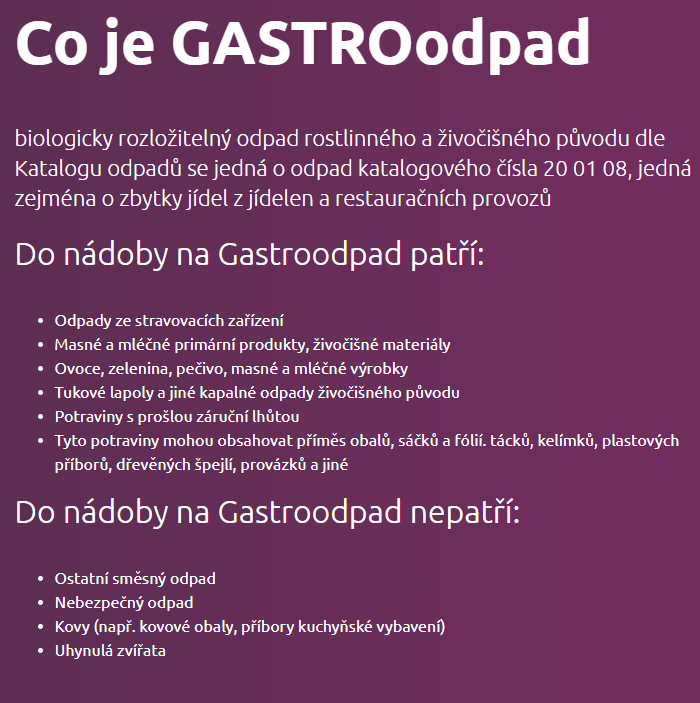 Co je GASTROodpad
biologicky rozložitelný odpad rostlinného a živočišného původu dle
Katalogu odpadů se jedná o odpad katalogového čísla 20 01 08, jedná
zejména o zbytky jídel z jídelen a restauračních provozů
Do nádoby na Gastroodpad patří:
• Odpady ze stravovacích zařízení
• Masné a mléčné primární produkty, živočišné materiály
• Ovoce, zelenina, pečivo, masné a mléčné výrobky
• Tukové lapoly a jiné kapalné odpady živočišného původu
• Potraviny s prošlou záruční lhůtou
• Tyto potraviny mohou obsahovat příměs obalů, sáčků a fólií. tácků, kelímků, plastových
příborů, dřevěných špejlí, provázků a jiné
Do nádoby na Gastroodpad nepatří:
• Ostatní směsný odpad
• Nebezpečný odpad
• Kovy (např. kovové obaly, příbory kuchyňské vybavení)
• Uhynulá zvířata